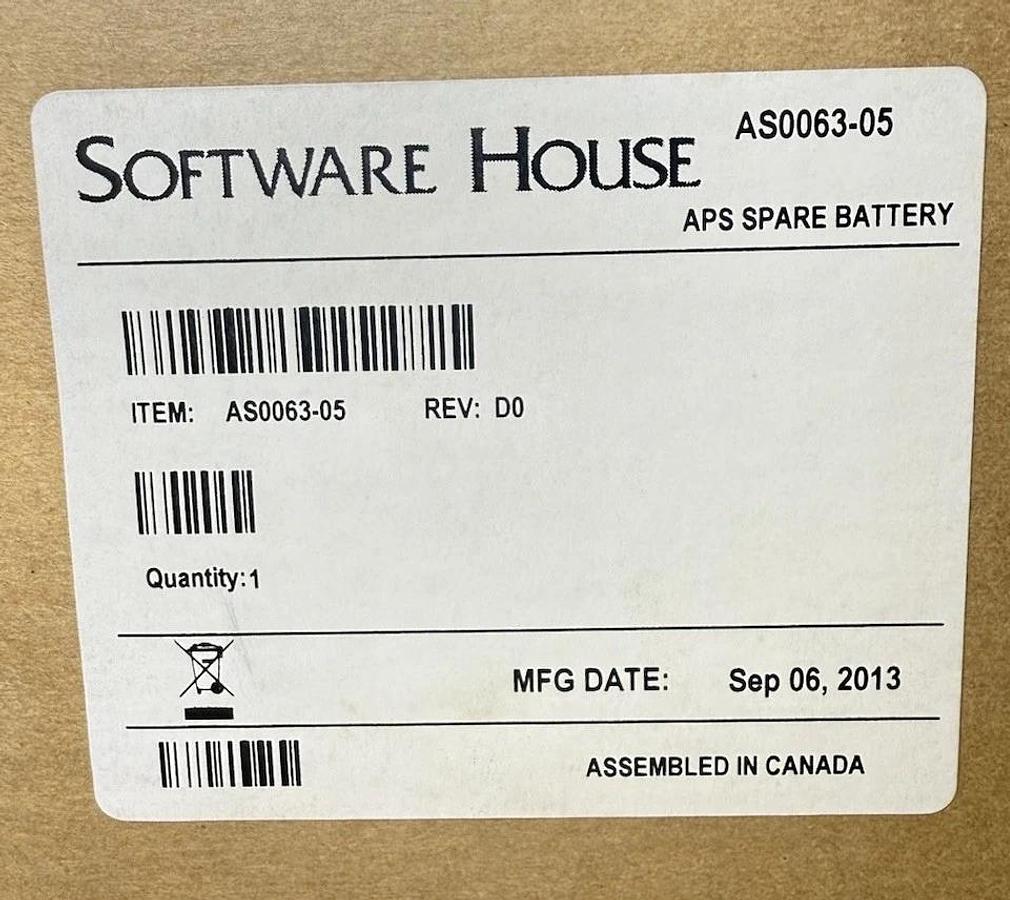 SOFTWARE HOUSE AS0063-05
APS SPARE BATTERY
ITEM: AS0063-05 REV: D0
Quantity:1
MFG DATE: Sep 06, 2013
ASSEMBLED IN CANADA